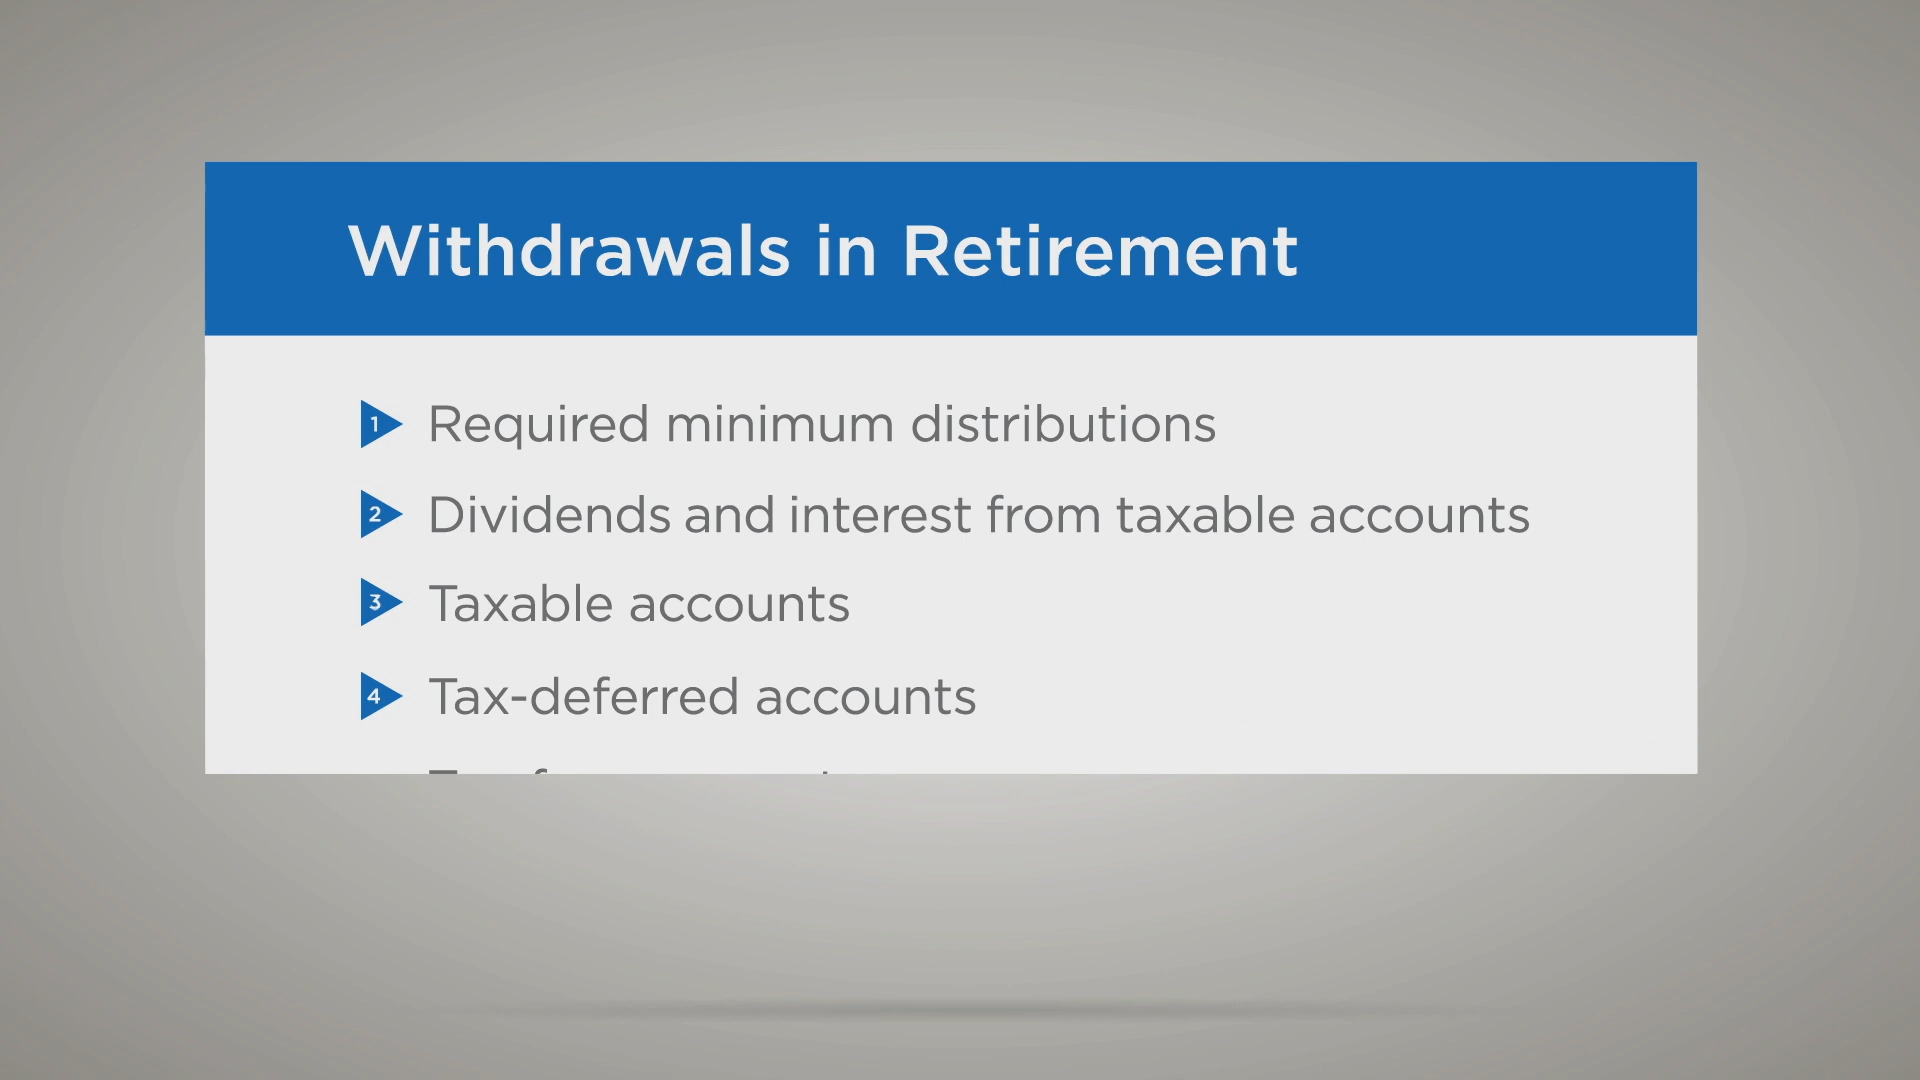 Withdrawals in Retirement
1 Required minimum distributions
2 Dividends and interest from taxable accounts
3 Taxable accounts
4 Tax-deferred accounts